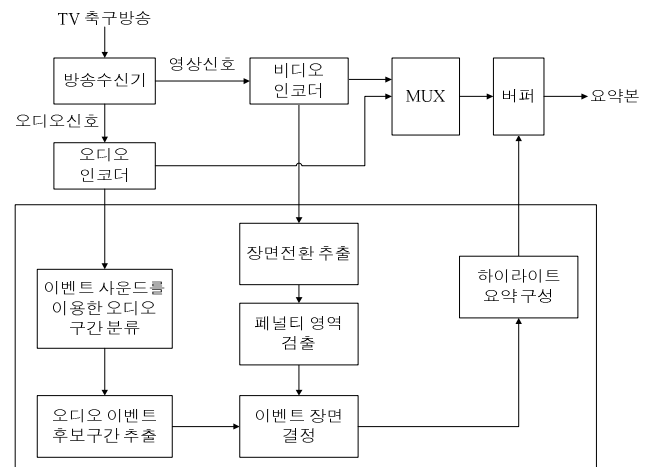 TV 축구방송
방송수신기
영상신호
비디오
인코더
MUX
버퍼
요약본
오디오신호
오디오
인코더
장면전환 추출
하이라이트
요약 구성
이벤트 사운드를
이용한 오디오
구간 분류
페널티 영역
검출
오디오 이벤트
후보구간 추출
이벤트 장면
결정